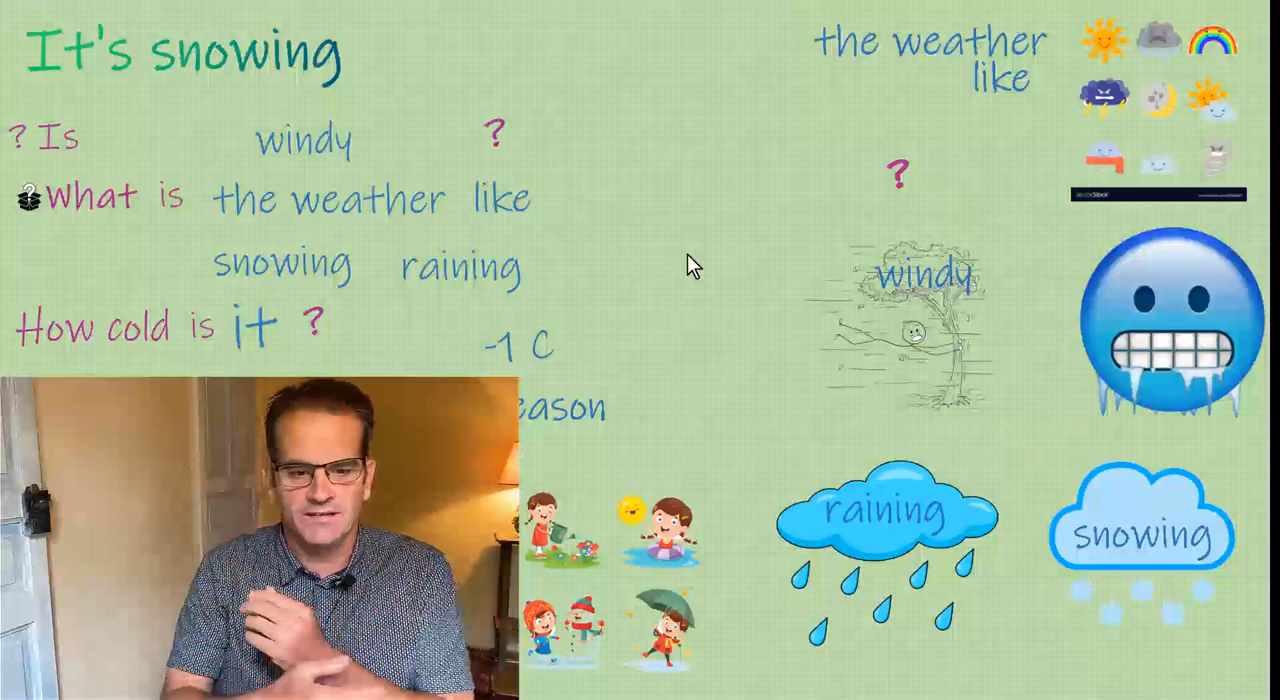 It's snowing
the weather
like
? Is windy ?
?
What is the weather like
snowing raining
windy
How cold is it ?
-1 C
eason
raining
snowing